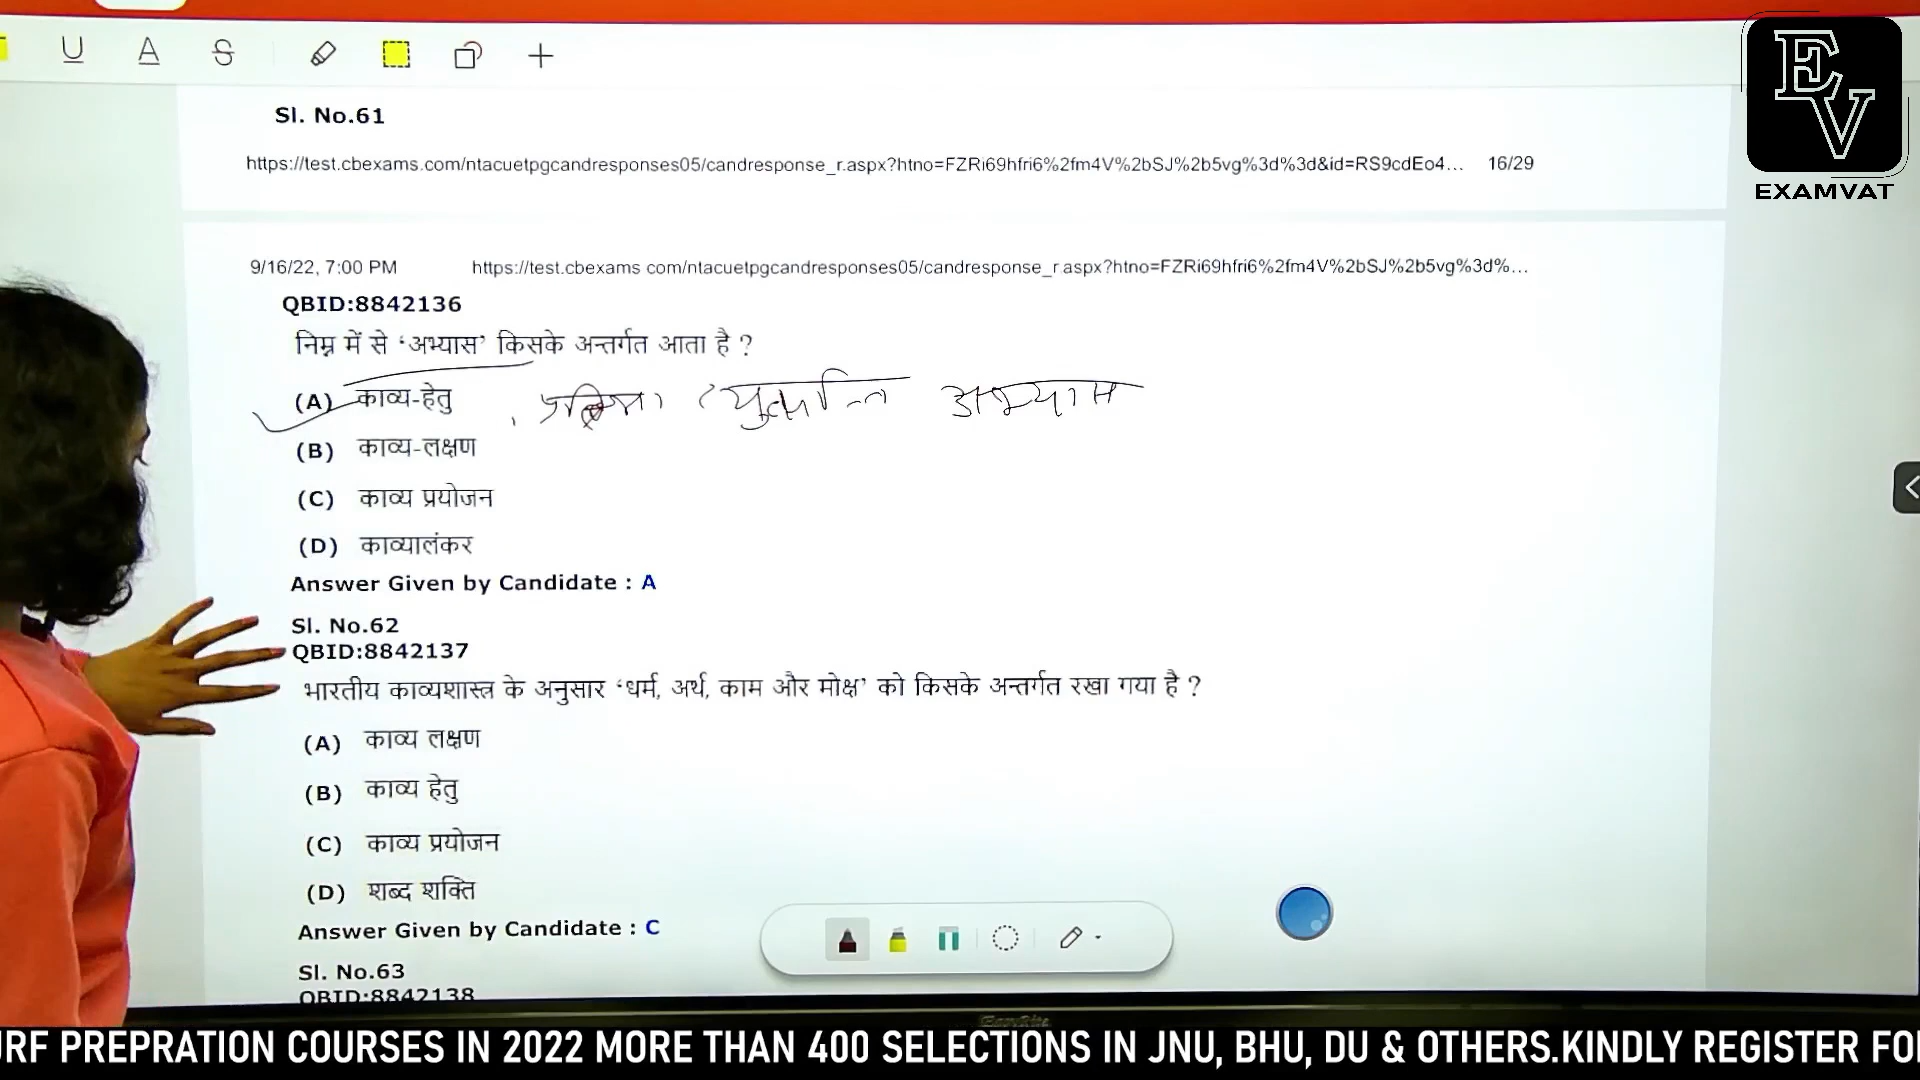 Sl. No.61
https://test.cbexams.com/ntacuetpgcandresponses05/candresponse_r.aspx?htno=FZRi69hfri6%2fm4V%2bSJ%2b5vg%3d%3d&id=RS9cdEo4... 16/29
EV
EXAMVAT
9/16/22, 7:00 PM https://test.cbexams com/ntacuetpgcandresponses05/candresponse_r.aspx?htno=FZRi69hfri6%2fm4V%2bSJ%2b5vg%3d%...
QBID:8842136
निम्न में से ‘अभ्यास’ किसके अन्तर्गत आता है ?
(A) काव्य-हेतु अभ्यास
(B) काव्य-लक्षण
(C) काव्य प्रयोजन
(D) काव्यालंकर
Answer Given by Candidate : A
Sl. No.62
QBID:8842137
भारतीय काव्यशास्त्र के अनुसार ‘धर्म, अर्थ, काम और मोक्ष’ को किसके अन्तर्गत रखा गया है ?
(A) काव्य लक्षण
(B) काव्य हेतु
(C) काव्य प्रयोजन
(D) शब्द शक्ति
Answer Given by Candidate : C
Sl. No.63
QBID:8842138
URF PREPRATION COURSES IN 2022 MORE THAN 400 SELECTIONS IN JNU, BHU, DU & OTHERS.KINDLY REGISTER FO